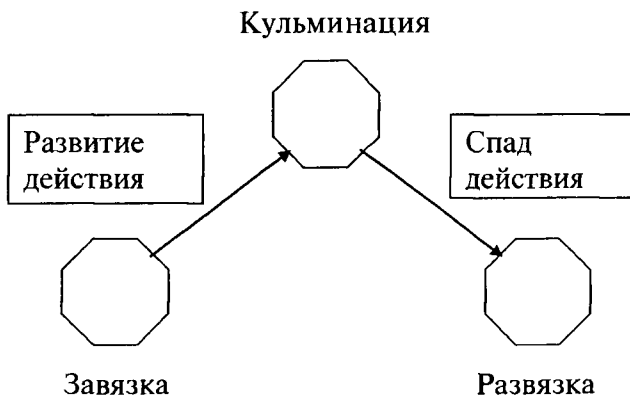 Кульминация
Развитие
действия
Спад
действия
Завязка
Развязка